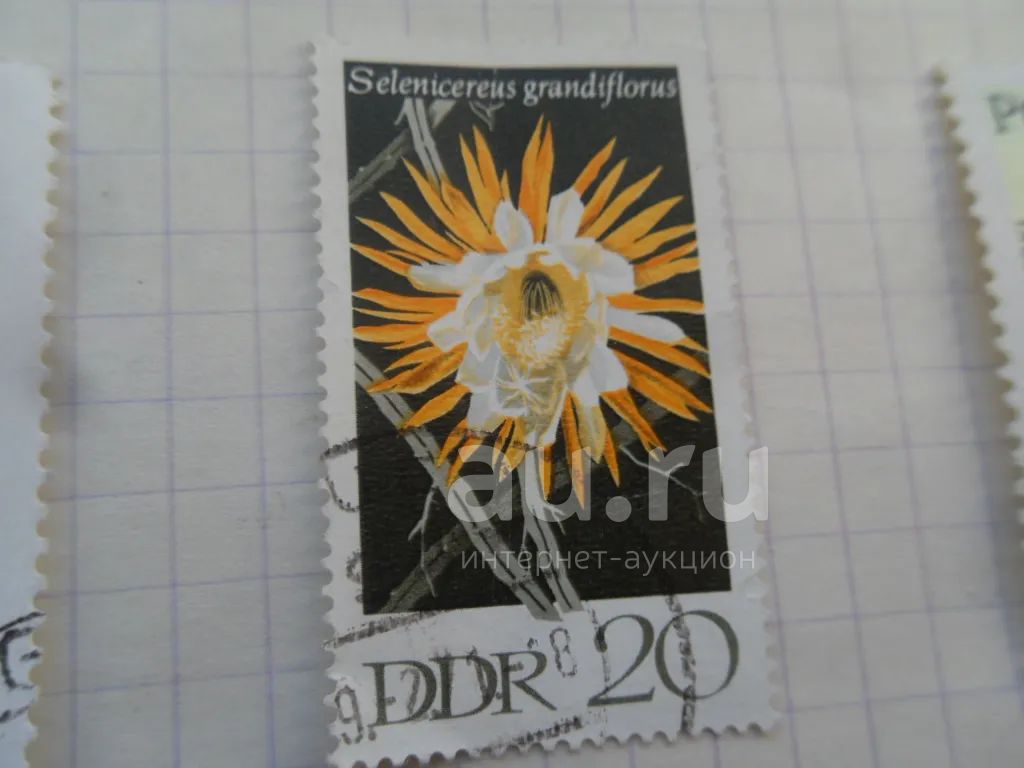 Selenicereus grandiflorus
au.ru
интернет-аукцион
DDR 20